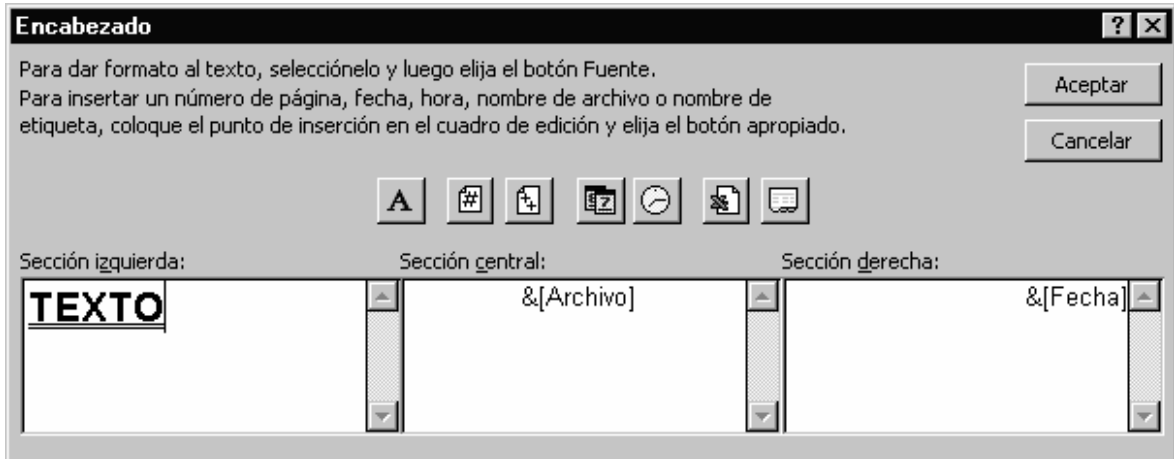 Encabezado
Para dar formato al texto, selecciónelo y luego elija el botón Fuente.
Para insertar un número de página, fecha, hora, nombre de archivo o nombre de
etiqueta, coloque el punto de inserción en el cuadro de edición y elija el botón apropiado.
Aceptar
Cancelar
A
#
7
Sección izquierda:
Sección central:
Sección derecha:
TEXTO
&[Archivo]
&[Fecha]